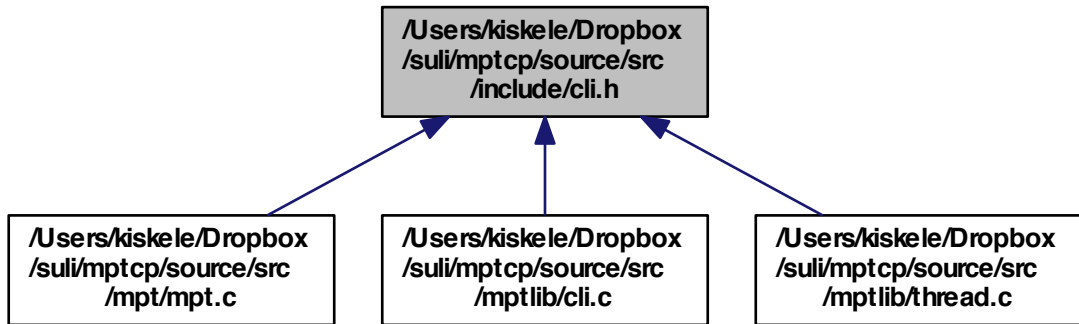 /Users/kiskele/Dropbox
/suli/mptcp/source/src
/include/cli.h
/Users/kiskele/Dropbox
/suli/mptcp/source/src
/mpt/mpt.c
/Users/kiskele/Dropbox
/suli/mptcp/source/src
/mptlib/cli.c
/Users/kiskele/Dropbox
/suli/mptcp/source/src
/mptlib/thread.c